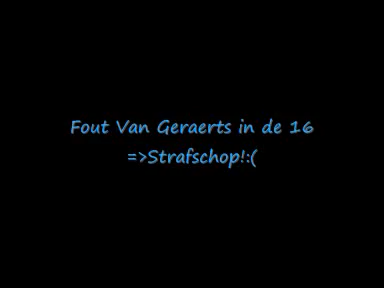 Fout Van Geraerts in de 16
=>Strafschop!:(